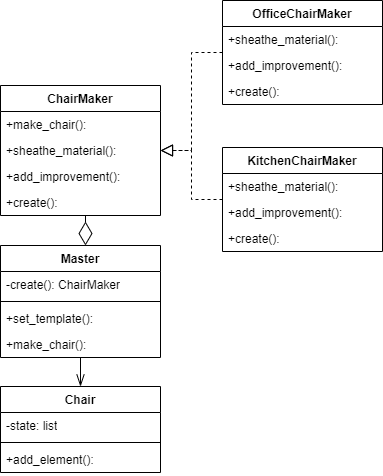 OfficeChairMaker
+sheathe_material():
+add_improvement():
+create():
ChairMaker
+make_chair():
+sheathe_material():
+add_improvement():
+create():
KitchenChairMaker
+sheathe_material():
+add_improvement():
+create():
Master
-create(): ChairMaker
+set_template():
+make_chair():
Chair
-state: list
+add_element():